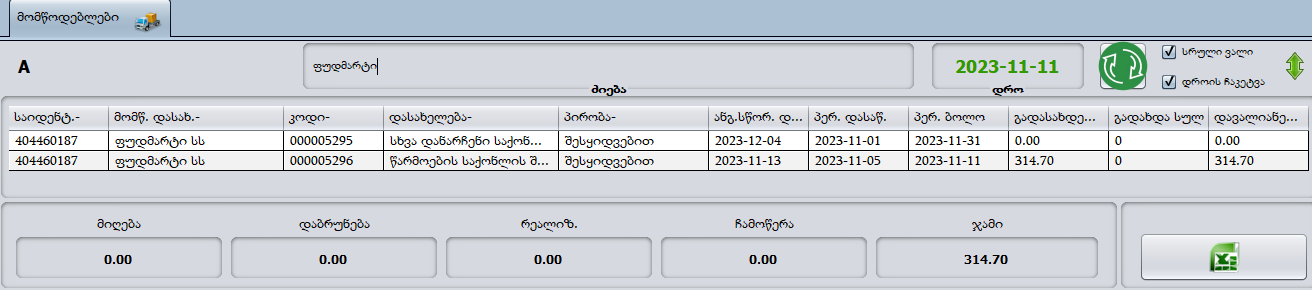 მომწოდებლები
A
ფუდმარტი
ძიება
2023-11-11
დრო
სრული ვალი
დროის ჩაკეტვა
საიდენტ.- მომწ. დასახ.- კოდი- დასახელება- პირობა- ანგ.სწორ. დ... პერ. დასაწ. პერ. ბოლო გადასახდე... გადახდა სულ დავალიანე...
404460187 ფუდმარტი სს 000005295 სხვა დანარჩენი საქონ... შესყიდვებით 2023-12-04 2023-11-01 2023-11-31 0.00 0 0.00
404460187 ფუდმარტი სს 000005296 წარმოების საქონლის შ... შესყიდვებით 2023-11-13 2023-11-05 2023-11-11 314.70 0 314.70
მიღება დაბრუნება რეალიზ. ჩამოწერა ჯამი
0.00 0.00 0.00 0.00 314.70